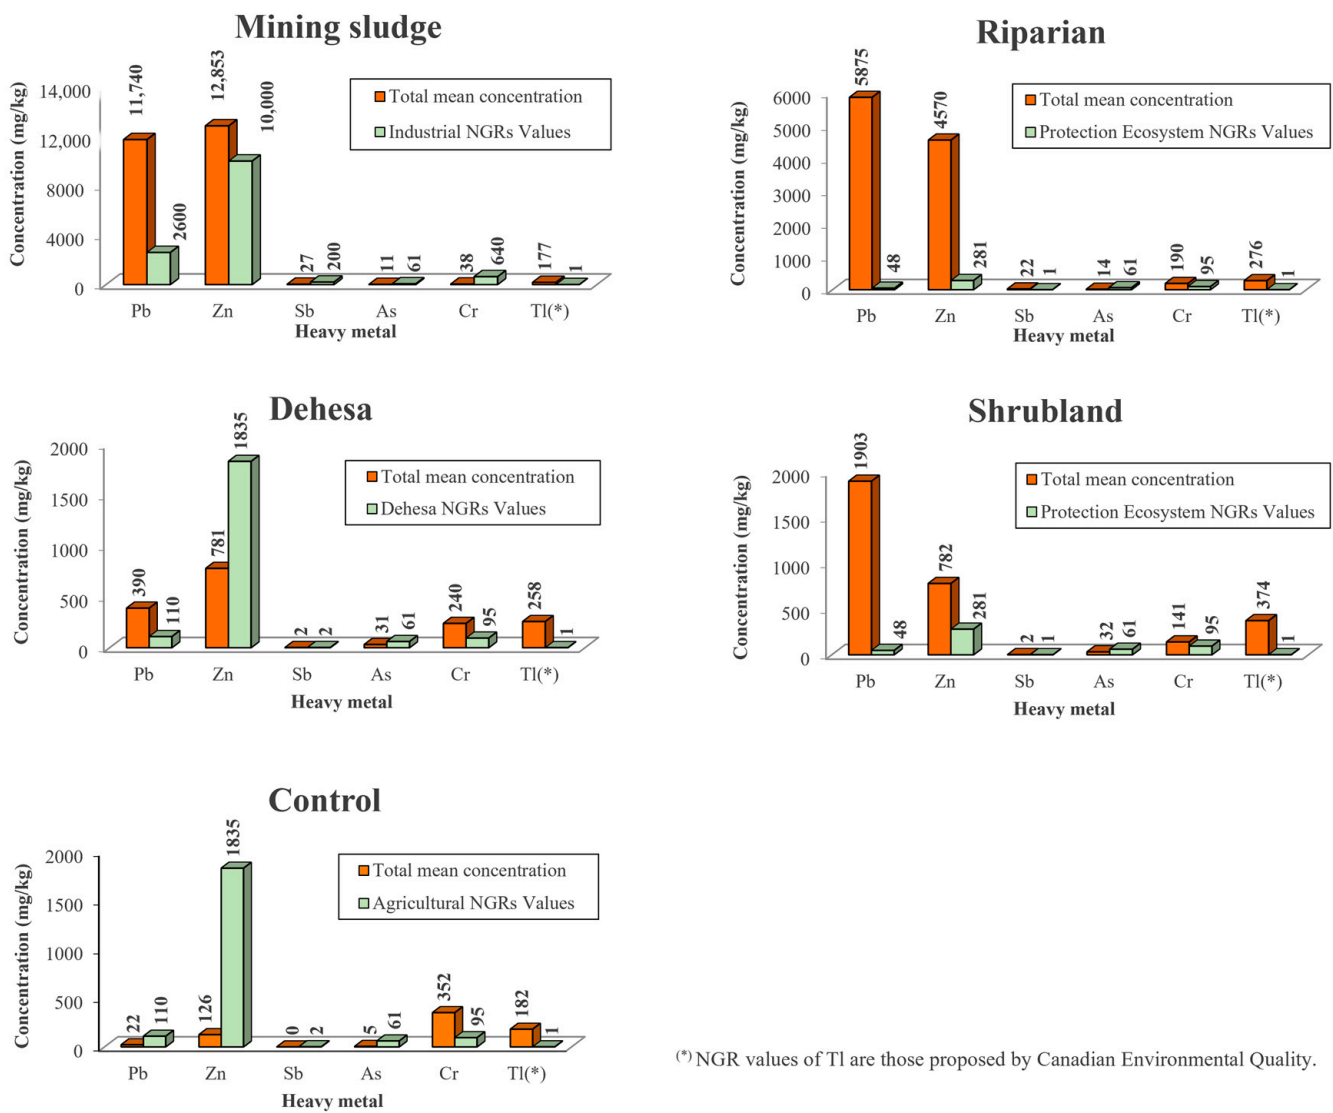 Mining sludge
Concentration (mg/kg)
14,000
12,000
8000
4000
0
11,740
2600
12,853
10,000
27
200
11
61
38
640
177
1
Total mean concentration
Industrial NGRs Values
Pb Zn Sb As Cr Tl(*)
Heavy metal
Riparian
Concentration (mg/kg)
6000
5000
4000
3000
2000
1000
0
5875
48
4570
281
22
1
14
61
190
95
276
1
Total mean concentration
Protection Ecosystem NGRs Values
Pb Zn Sb As Cr Tl(*)
Heavy metal
Dehesa
Concentration (mg/kg)
2000
1500
1000
500
0
390
110
781
1835
2
2
31
61
240
95
258
1
Total mean concentration
Dehesa NGRs Values
Pb Zn Sb As Cr Tl(*)
Heavy metal
Shrubland
Concentration (mg/kg)
2000
1500
1000
500
0
1903
48
782
281
2
1
32
61
141
95
374
1
Total mean concentration
Protection Ecosystem NGRs Values
Pb Zn Sb As Cr Tl(*)
Heavy metal
Control
Concentration (mg/kg)
2000
1500
1000
500
0
22
110
126
1835
0
2
5
61
352
95
182
1
Total mean concentration
Agricultural NGRs Values
Pb Zn Sb As Cr Tl(*)
Heavy metal
(*) NGR values of Tl are those proposed by Canadian Environmental Quality.